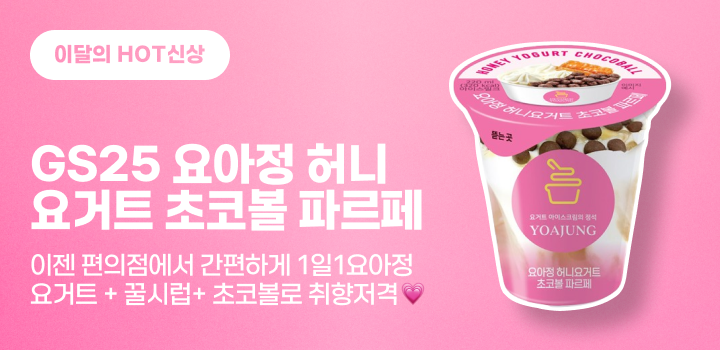 이달의 HOT신상
GS25 요아정 허니
요거트 초코볼 파르페
이젠 편의점에서 간편하게 1일1요아정
요거트 + 꿀시럽+ 초코볼로 취향저격💗
HONEY YOGURT CHOCOBALL
요아정 허니요거트 초코볼 파르페
뜯는곳
요거트 아이스크림의 정석
YOAJUNG
요아정 허니요거트
초코볼 파르페